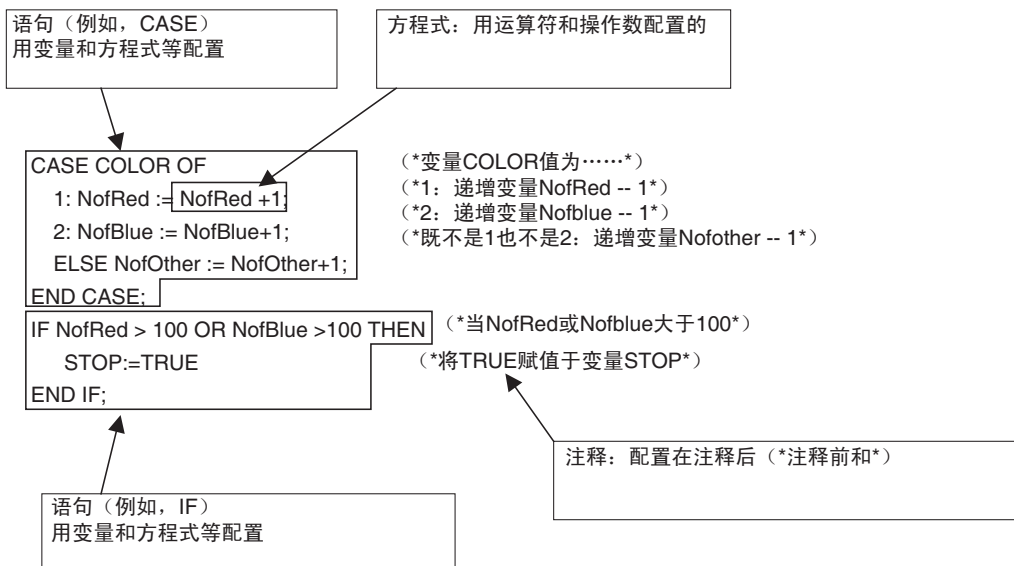 语句（例如，CASE）
用变量和方程式等配置
方程式：用运算符和操作数配置的
CASE COLOR OF
1: NofRed := NofRed +1;
2: NofBlue := NofBlue+1;
ELSE NofOther := NofOther+1;
END CASE;
（*变量COLOR值为……*）
（*1：递增变量NofRed -- 1*）
（*2：递增变量Nofblue -- 1*）
（*既不是1也不是2：递增变量Nofother -- 1*）
IF NofRed > 100 OR NofBlue >100 THEN
（*当NofRed或Nofblue大于100*）
STOP:=TRUE
（*将TRUE赋值于变量STOP*）
END IF;
注释：配置在注释后（*注释前和*）
语句（例如，IF）
用变量和方程式等配置